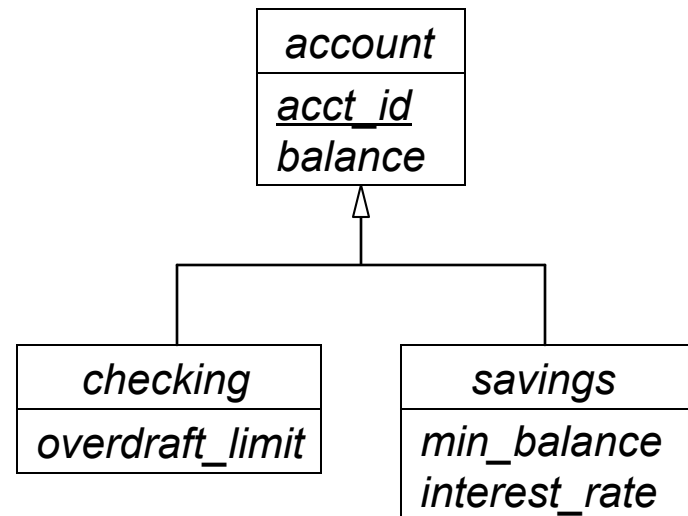 account
acct_id
balance
checking
overdraft_limit
savings
min_balance
interest_rate